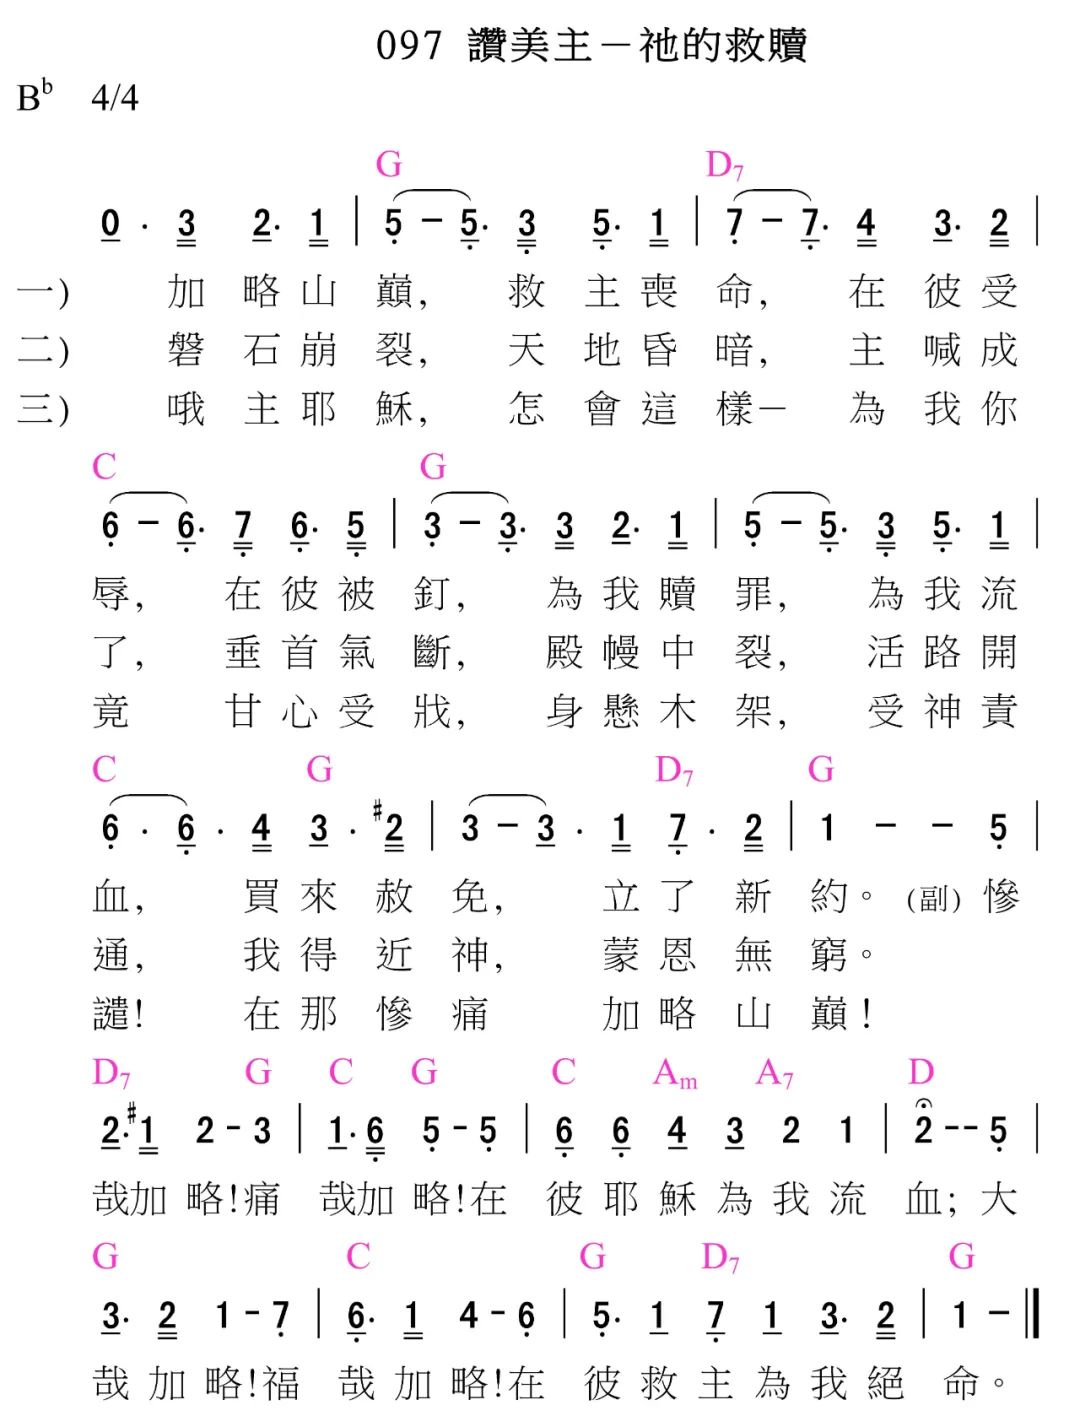 097 讚美主－祂的救贖
B♭ 4/4
G D7
0 · 3 2· 1 | 5 – 5· 3 5· 1 | 7 – 7· 4 3· 2 |
一) 加略山巔, 救主喪命, 在彼受
二) 磐石崩裂, 天地昏暗, 主喊成
三) 哦主耶穌, 怎會這樣－ 為我你
C G
6 – 6· 7 6· 5 | 3 – 3· 3 2· 1 | 5 – 5· 3 5· 1 |
辱, 在彼被釘, 為我贖罪, 為我流
了, 垂首氣斷, 殿幔中裂, 活路開
竟 甘心受戕, 身懸木架, 受神責
C G D7 G
6 · 6 · 4 3 · #2 | 3 – 3 · 1 7 · 2 | 1 – – 5 |
血, 買來赦免, 立了新約。 (副) 慘
通, 我得近神, 蒙恩無窮。
譴! 在那慘痛 加略山巔!
D7 G C G C Am A7 D
2·#1 2 - 3 | 1·6 5 - 5 | 6 6 4 3 2 1 | 2 - - 5 |
哉加略!痛 哉加略!在 彼耶穌為我流 血; 大
G C G D7 G
3· 2 1 - 7 | 6· 1 4 - 6 | 5· 1 7 1 3· 2 | 1 – ||
哉加略!福 哉加略!在 彼救主為我絕 命。